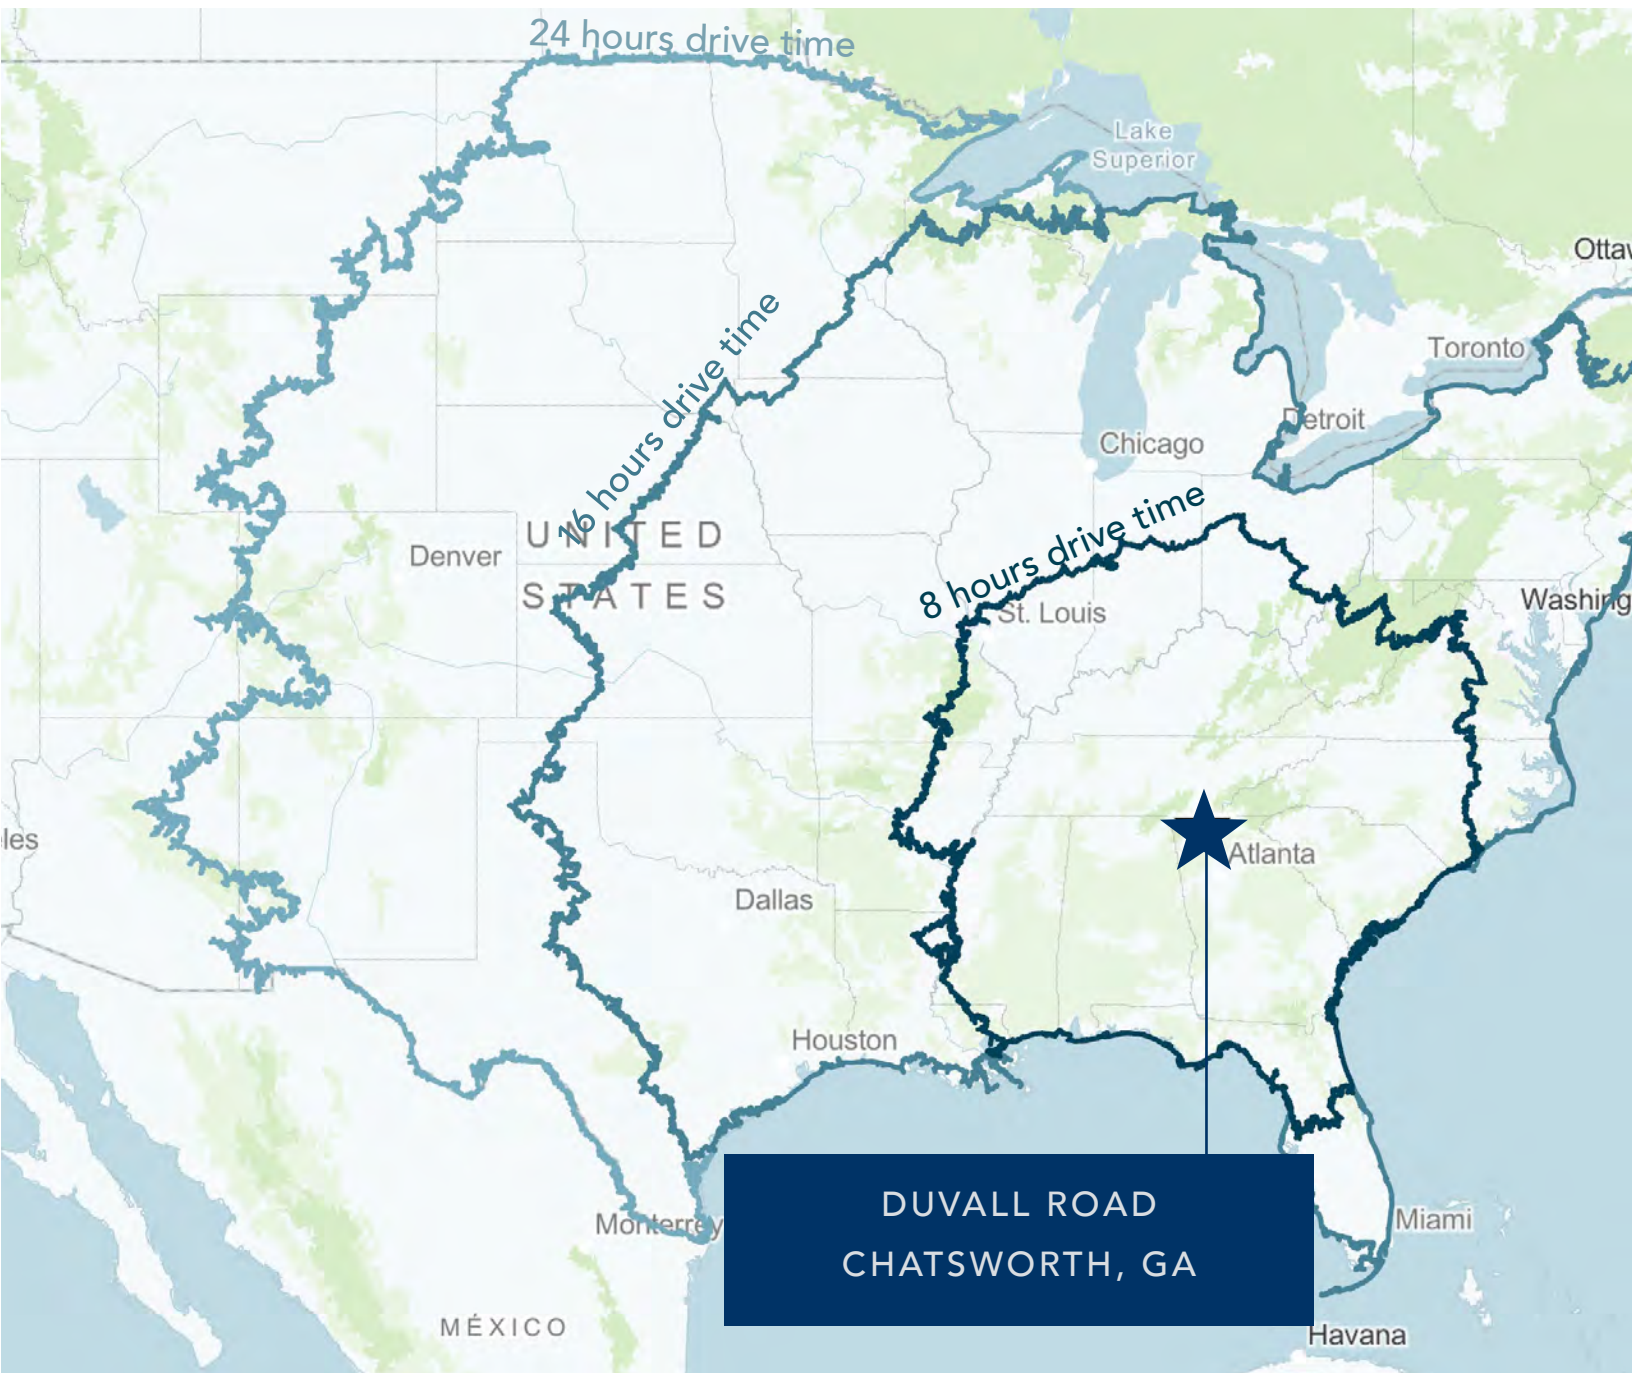 24 hours drive time
Lake
Superior
Ottaw
16 hours drive time
Toronto
Detroit
Chicago
8 hours drive time
UNITED
STATES
Denver
St. Louis
Washing
les
Atlanta
Dallas
Houston
DUVALL ROAD
CHATSWORTH, GA
Monterrey
Miami
MÉXICO
Havana